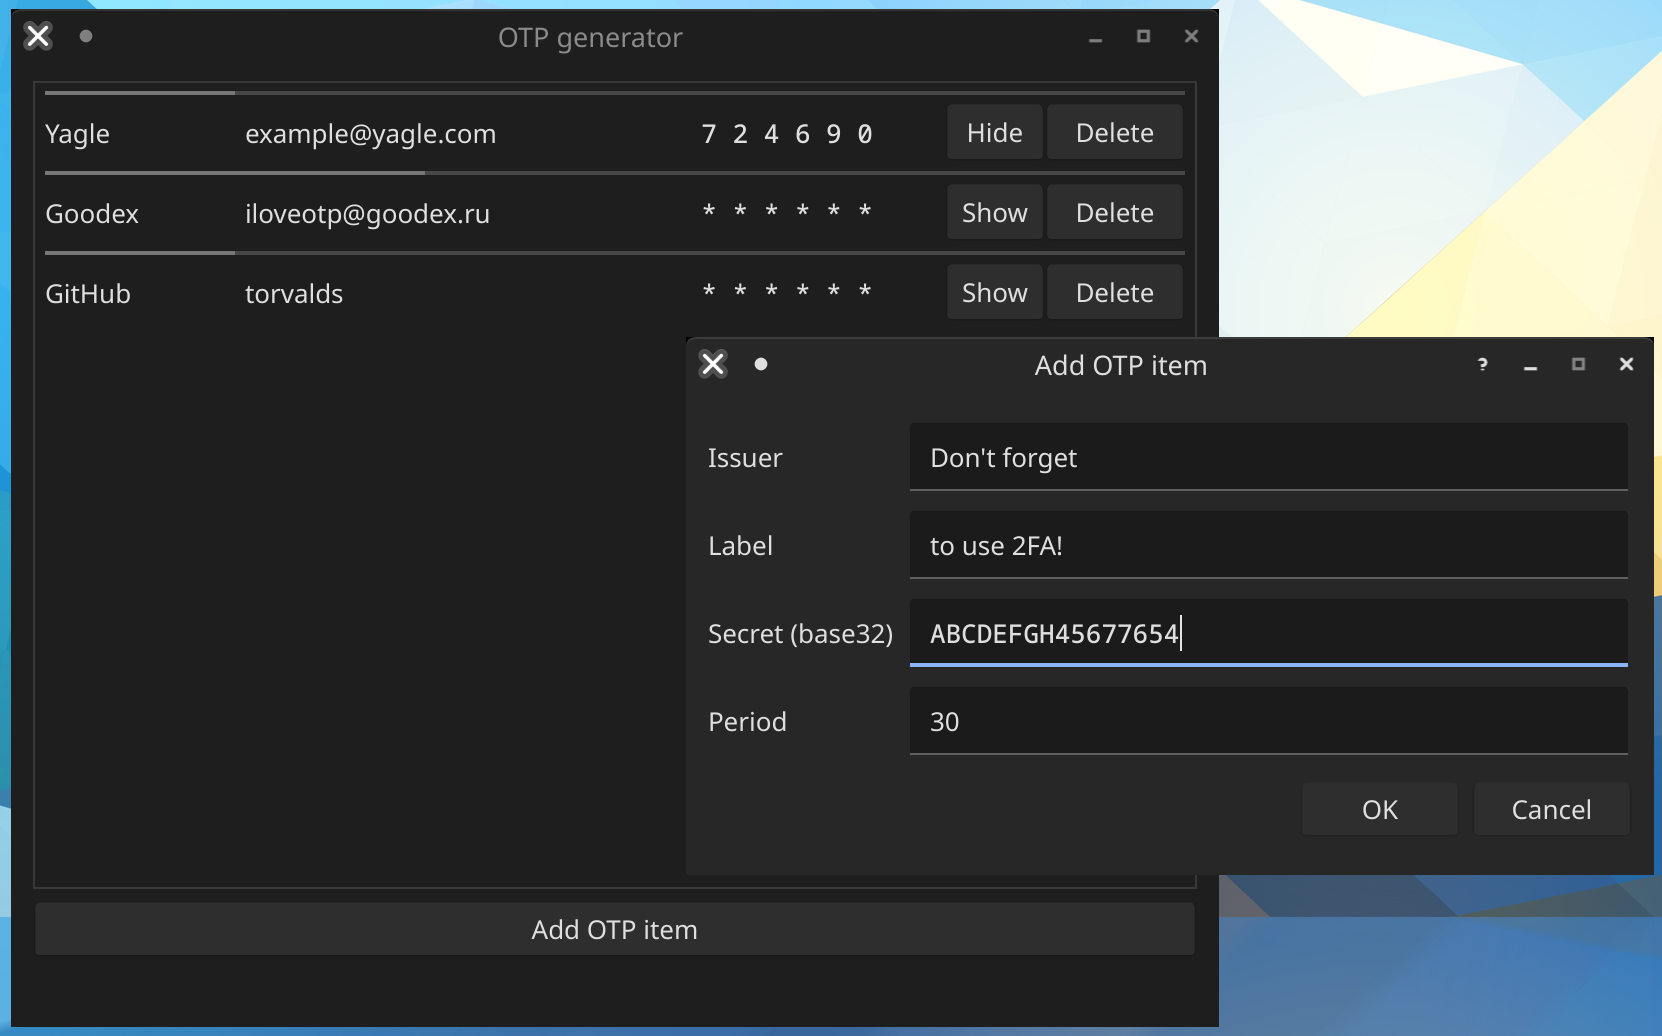 OTP generator
Yagle example@yagle.com 7 2 4 6 9 0 Hide Delete
Goodex iloveotp@goodex.ru * * * * * * Show Delete
GitHub torvalds * * * * * * Show Delete
Add OTP item
Issuer Don't forget
Label to use 2FA!
Secret (base32) ABCDEFGH45677654
Period 30
OK Cancel
Add OTP item